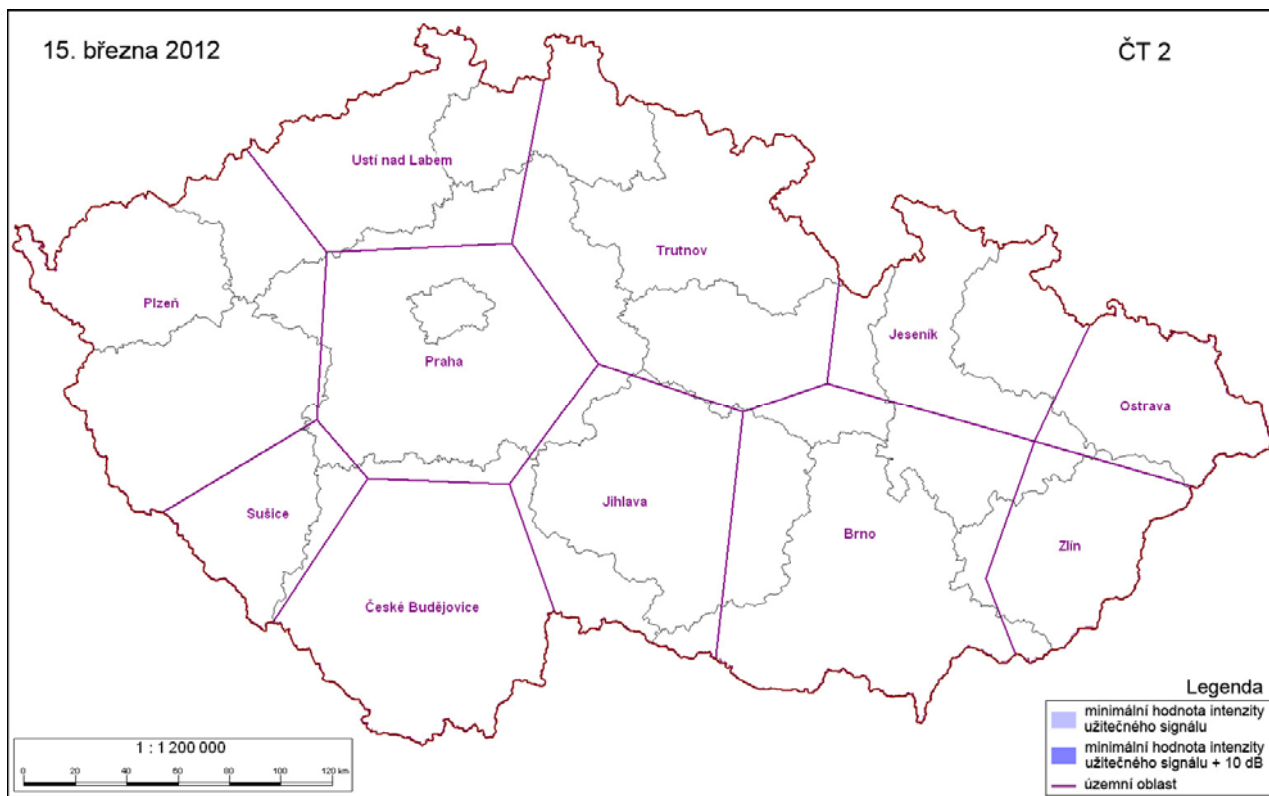 15. března 2012
ČT 2
Ustí nad Labem
Trutnov
Plzeň
Jeseník
Praha
Ostrava
Sušice
Jihlava
Brno
Zlín
České Budějovice
Legenda
minimální hodnota intenzity
užitečného signálu
minimální hodnota intenzity
užitečného signálu + 10 dB
územní oblast
1 : 1 200 000
0 20 40 60 80 100 120 km